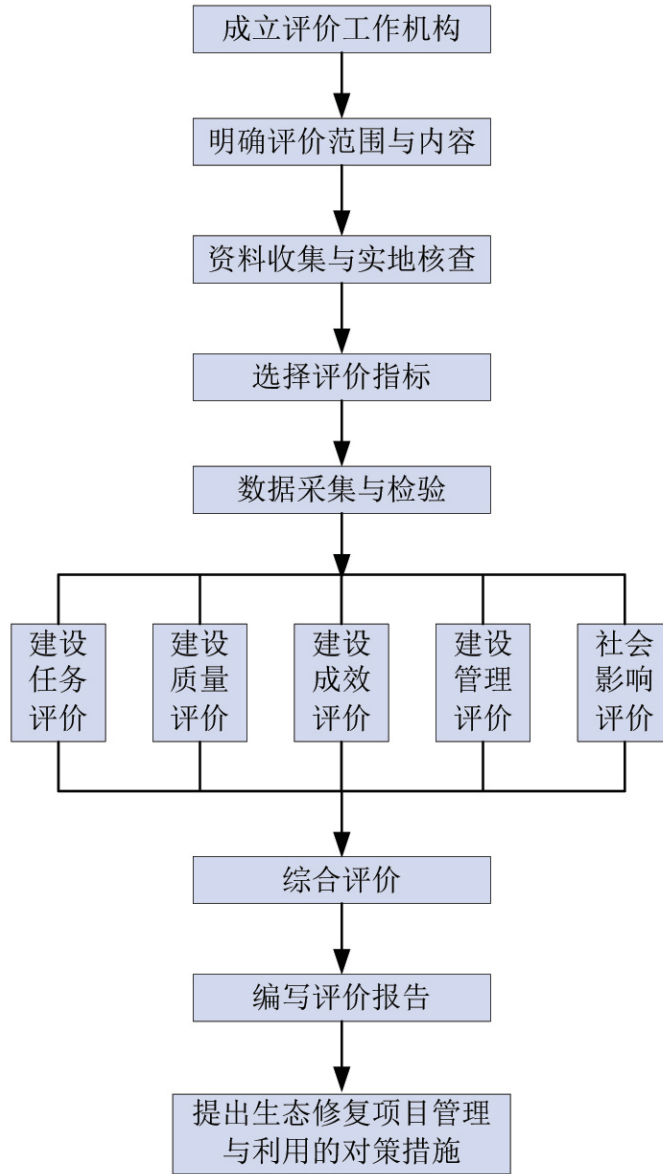 成立评价工作机构
明确评价范围与内容
资料收集与实地核查
选择评价指标
数据采集与检验
建设
任务
评价
建设
质量
评价
建设
成效
评价
建设
管理
评价
社会
影响
评价
综合评价
编写评价报告
提出生态修复项目管理
与利用的对策措施